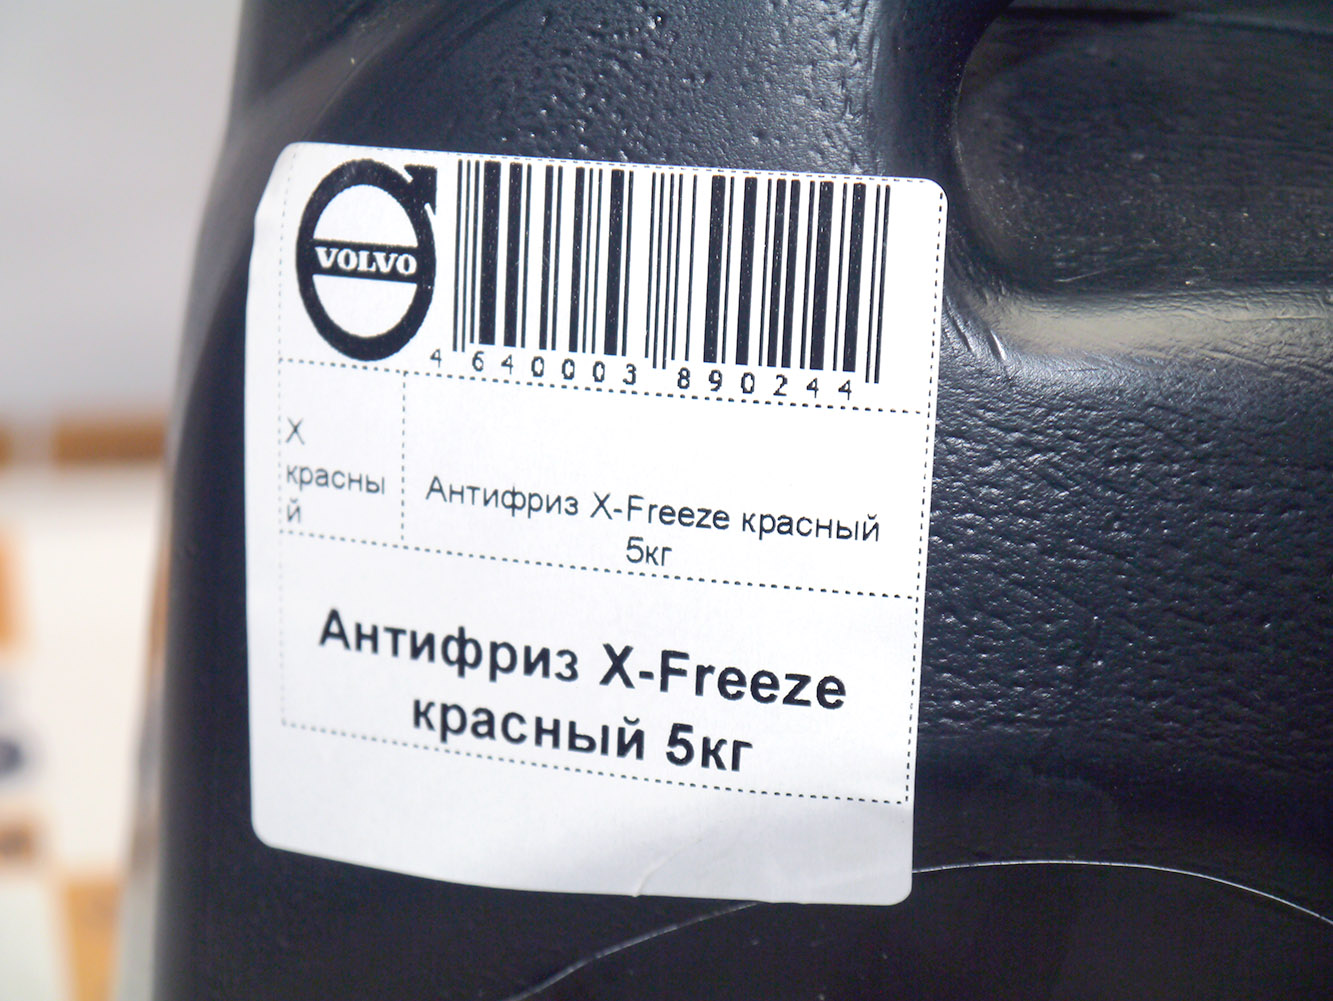 VOLVO
4 640003 890244
Х
красны
й
Антифриз X-Freeze красный
5кг
Антифриз X-Freeze
красный 5кг